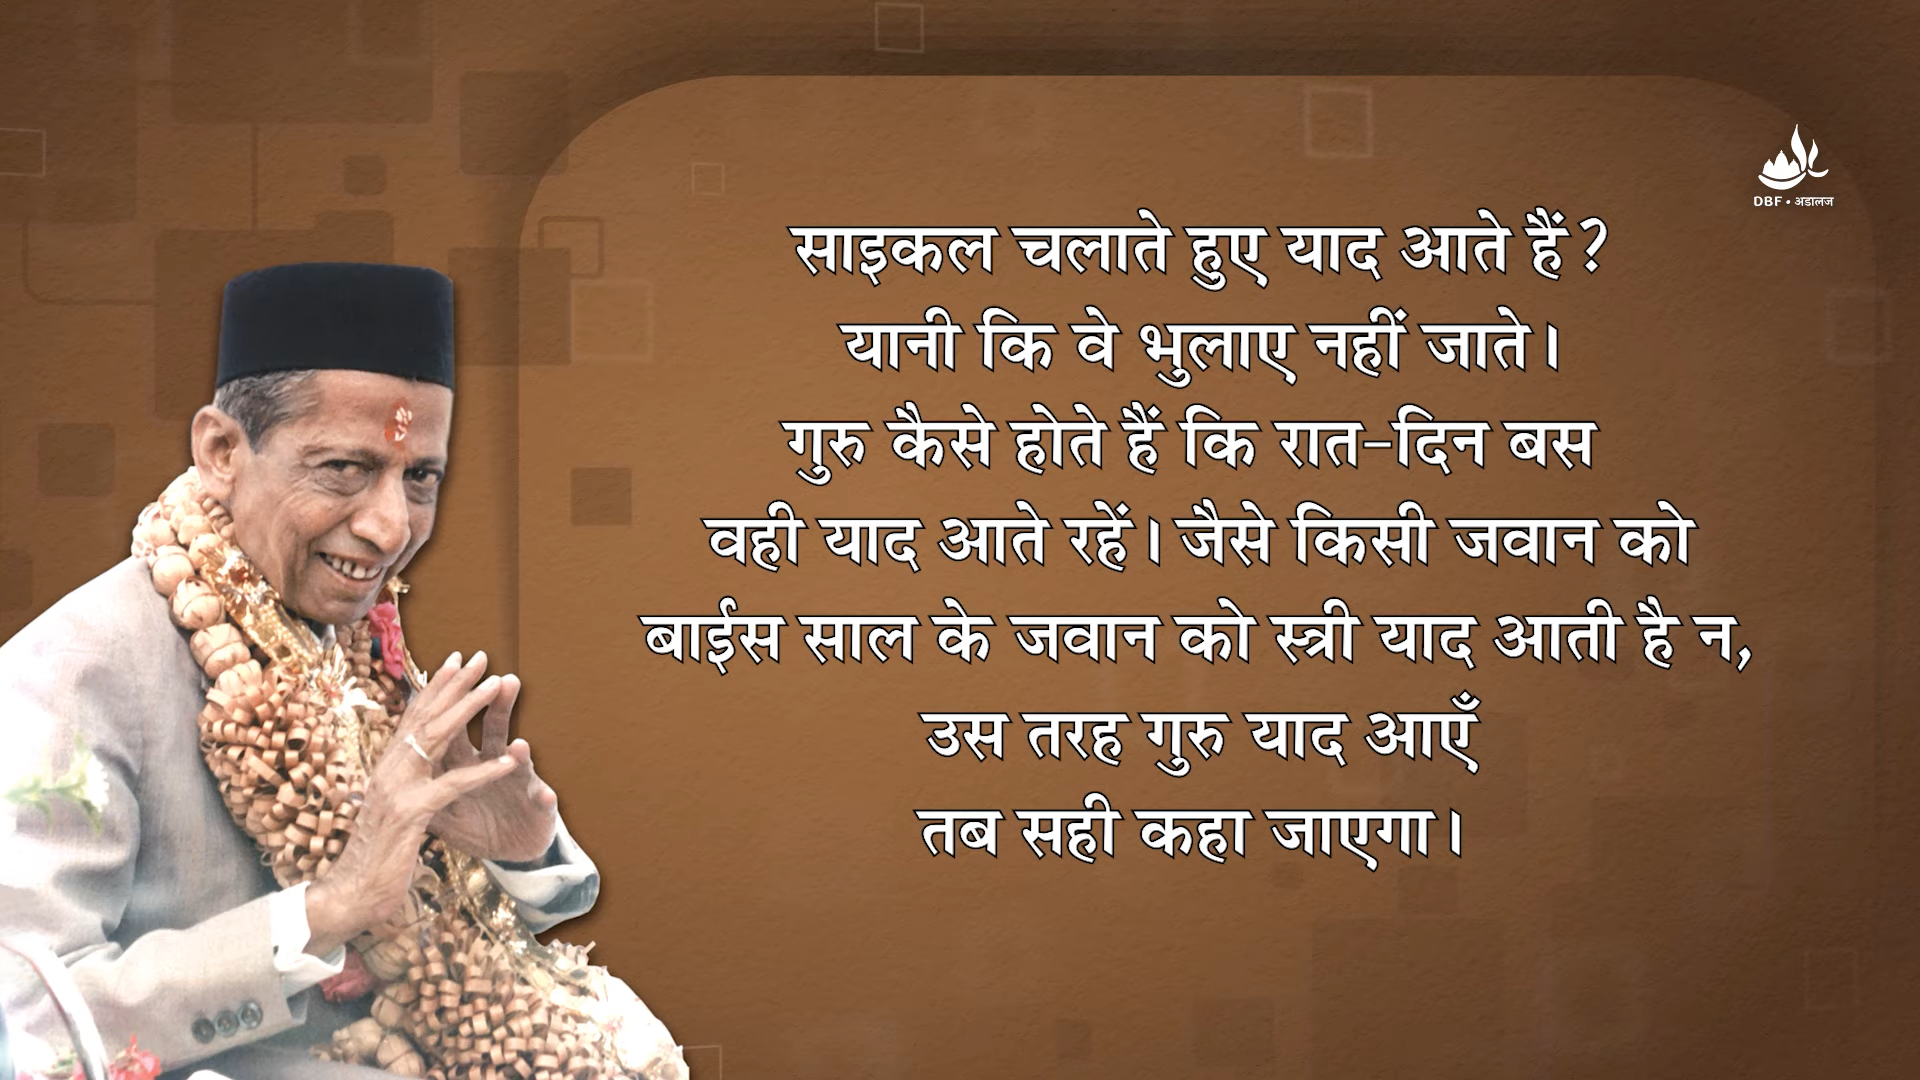 DBF • अडालज
साइकल चलाते हुए याद आते हैं?
यानी कि वे भुलाए नहीं जाते।
गुरु कैसे होते हैं कि रात-दिन बस
वही याद आते रहें। जैसे किसी जवान को
बाईस साल के जवान को स्त्री याद आती है न,
उस तरह गुरु याद आएँ
तब सही कहा जाएगा।